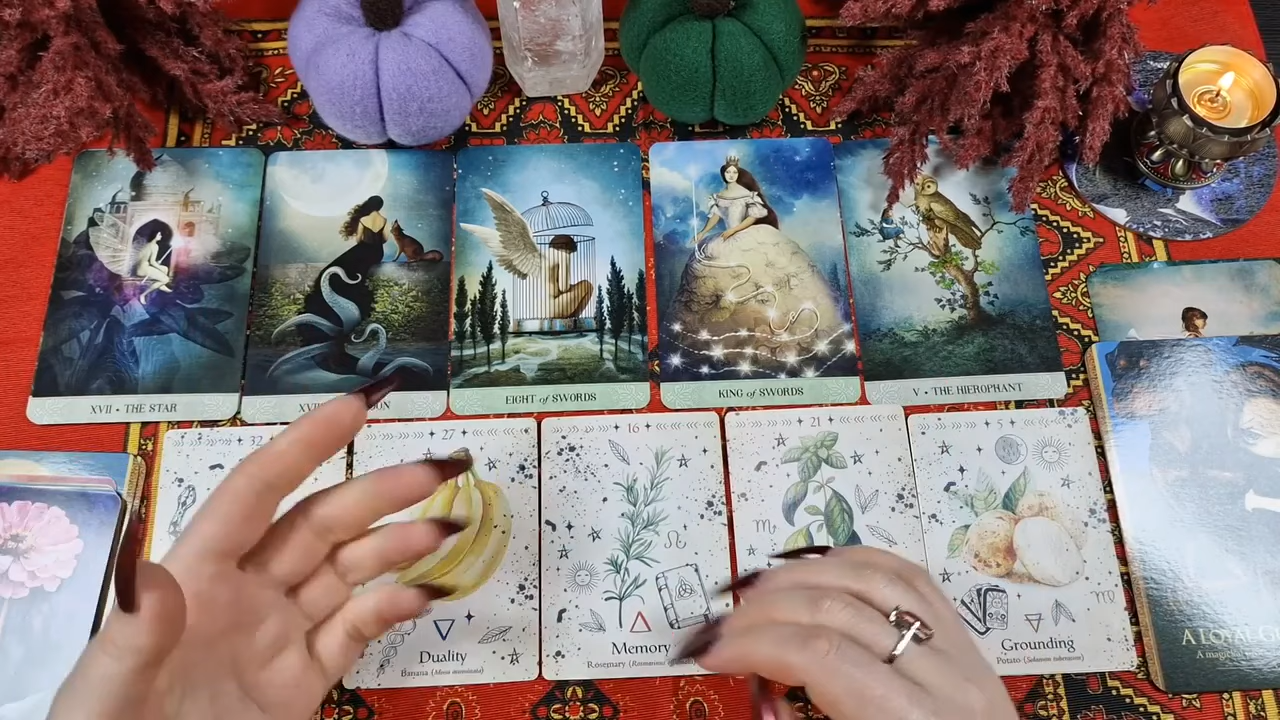 XVII • THE STAR
EIGHT of SWORDS
KING of SWORDS
V • THE HIEROPHANT
32
27
16
21
5
Duality
Banana
Memory
Rosemary
Grounding
Potato (Solanum tuberosum)
A magical